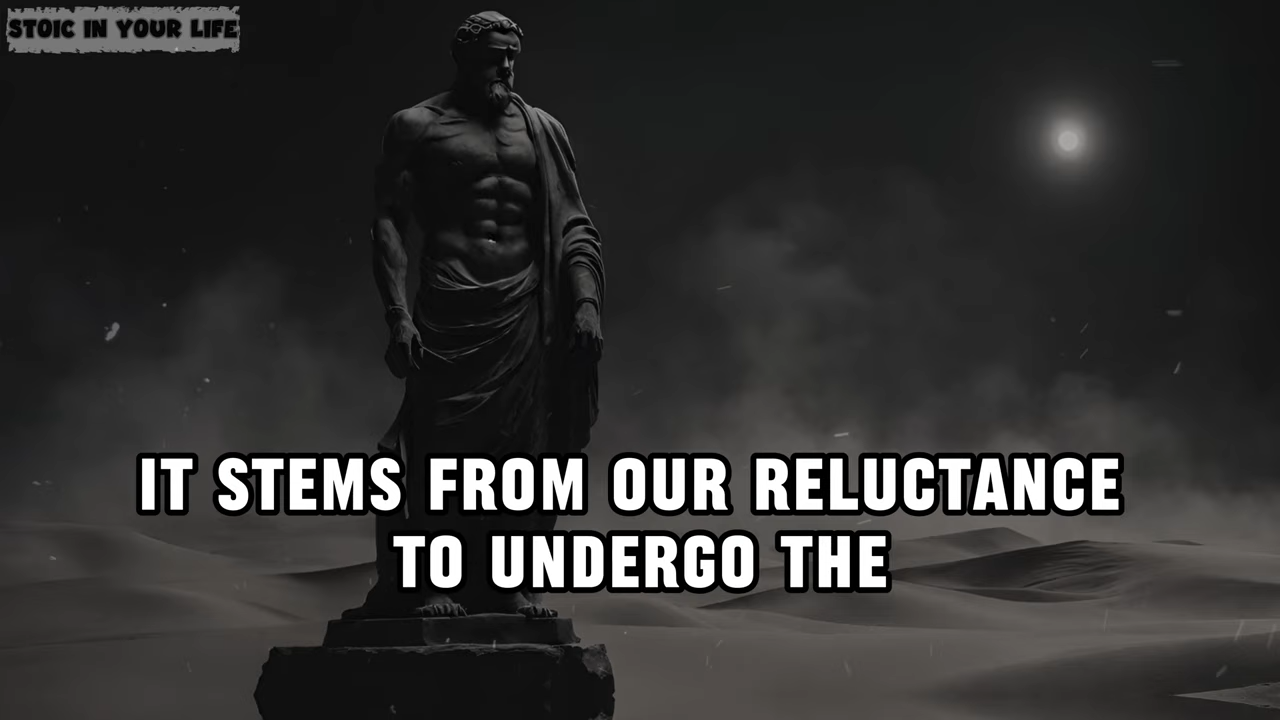 STOIC IN YOUR LIFE
IT STEMS FROM OUR RELUCTANCE
TO UNDERGO THE